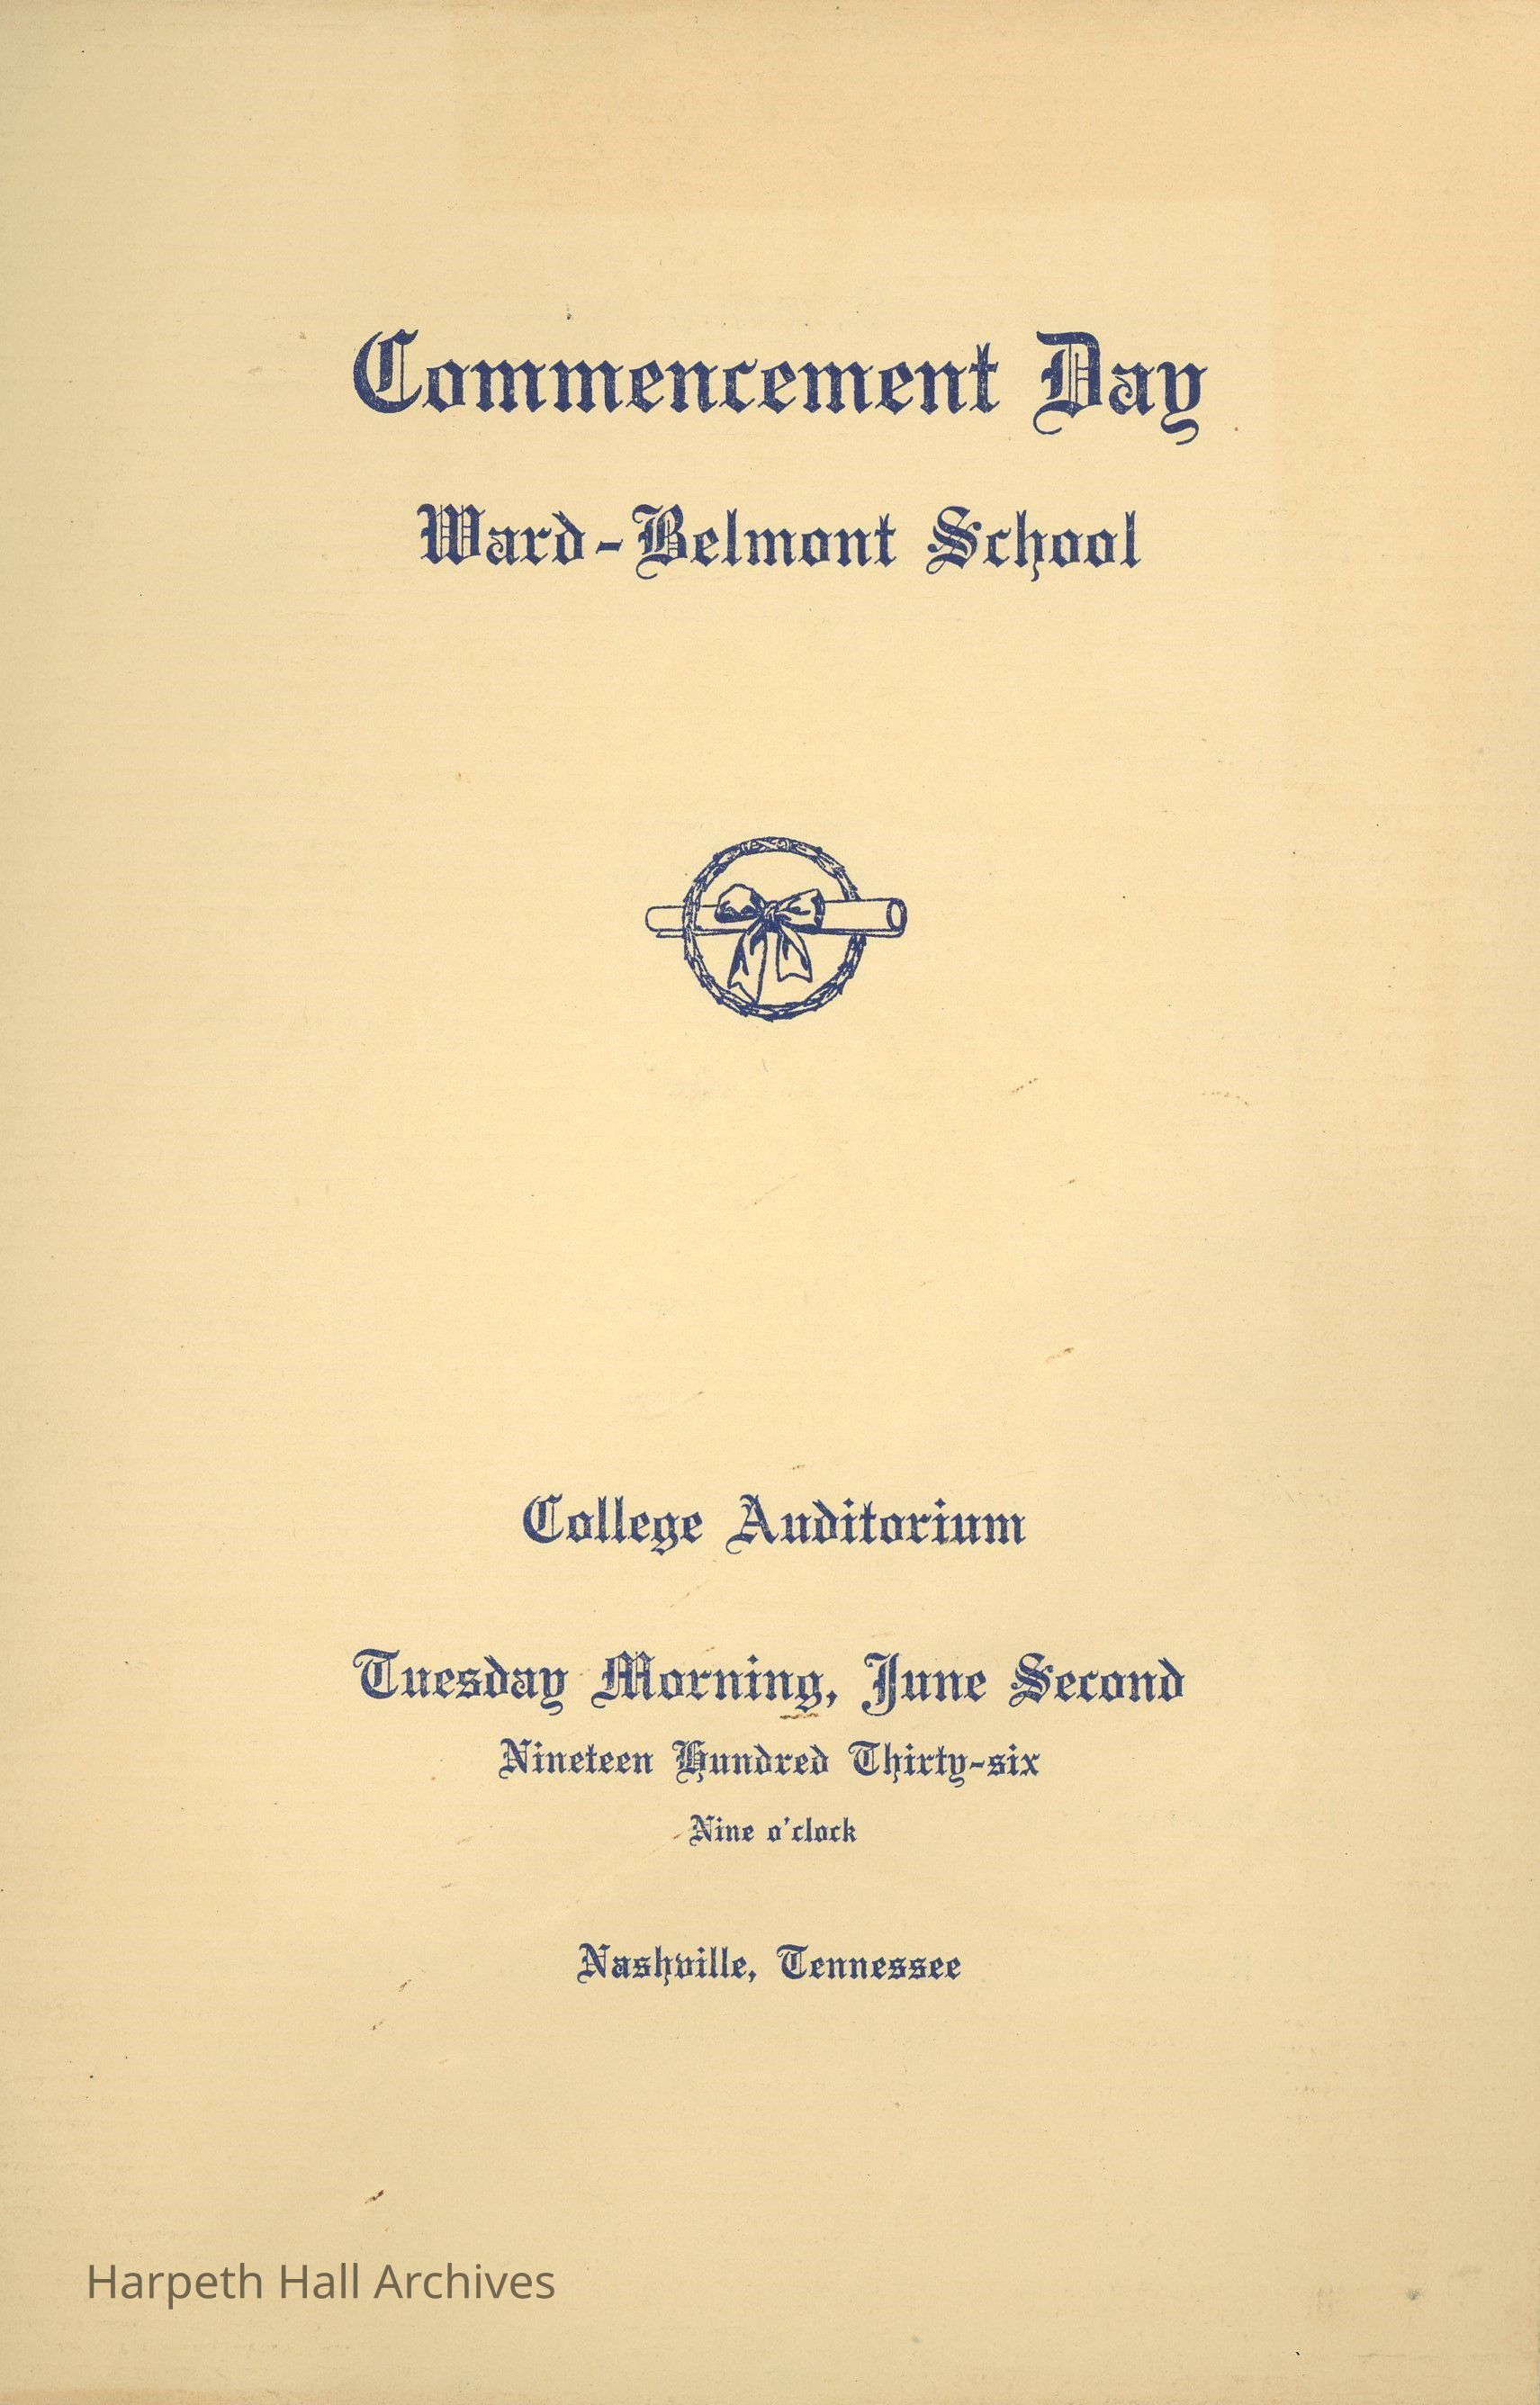 Commencement Day
Ward-Belmont School
College Auditorium
Tuesday Morning, June Second
Nineteen Hundred Thirty-six
Nine o'clock
Nashville, Tennessee
Harpeth Hall Archives